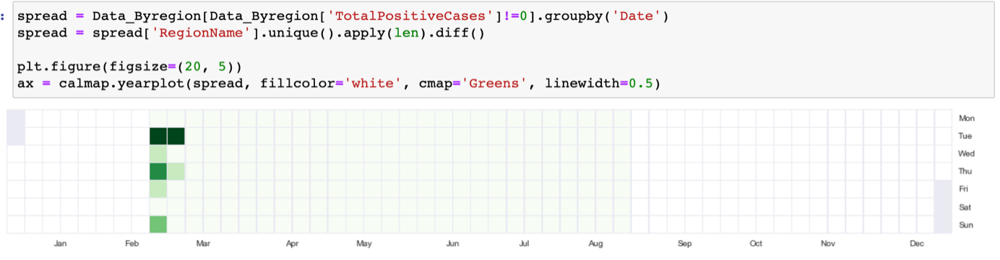 : spread = Data_Byregion[Data_Byregion['TotalPositiveCases']!=0].groupby('Date')
spread = spread['RegionName'].unique().apply(len).diff()
plt.figure(figsize=(20, 5))
ax = calmap.yearplot(spread, fillcolor='white', cmap='Greens', linewidth=0.5)
Mon
Tue
Wed
Thu
Fri
Sat
Sun
Jan Feb Mar Apr May Jun Jul Aug Sep Oct Nov Dec